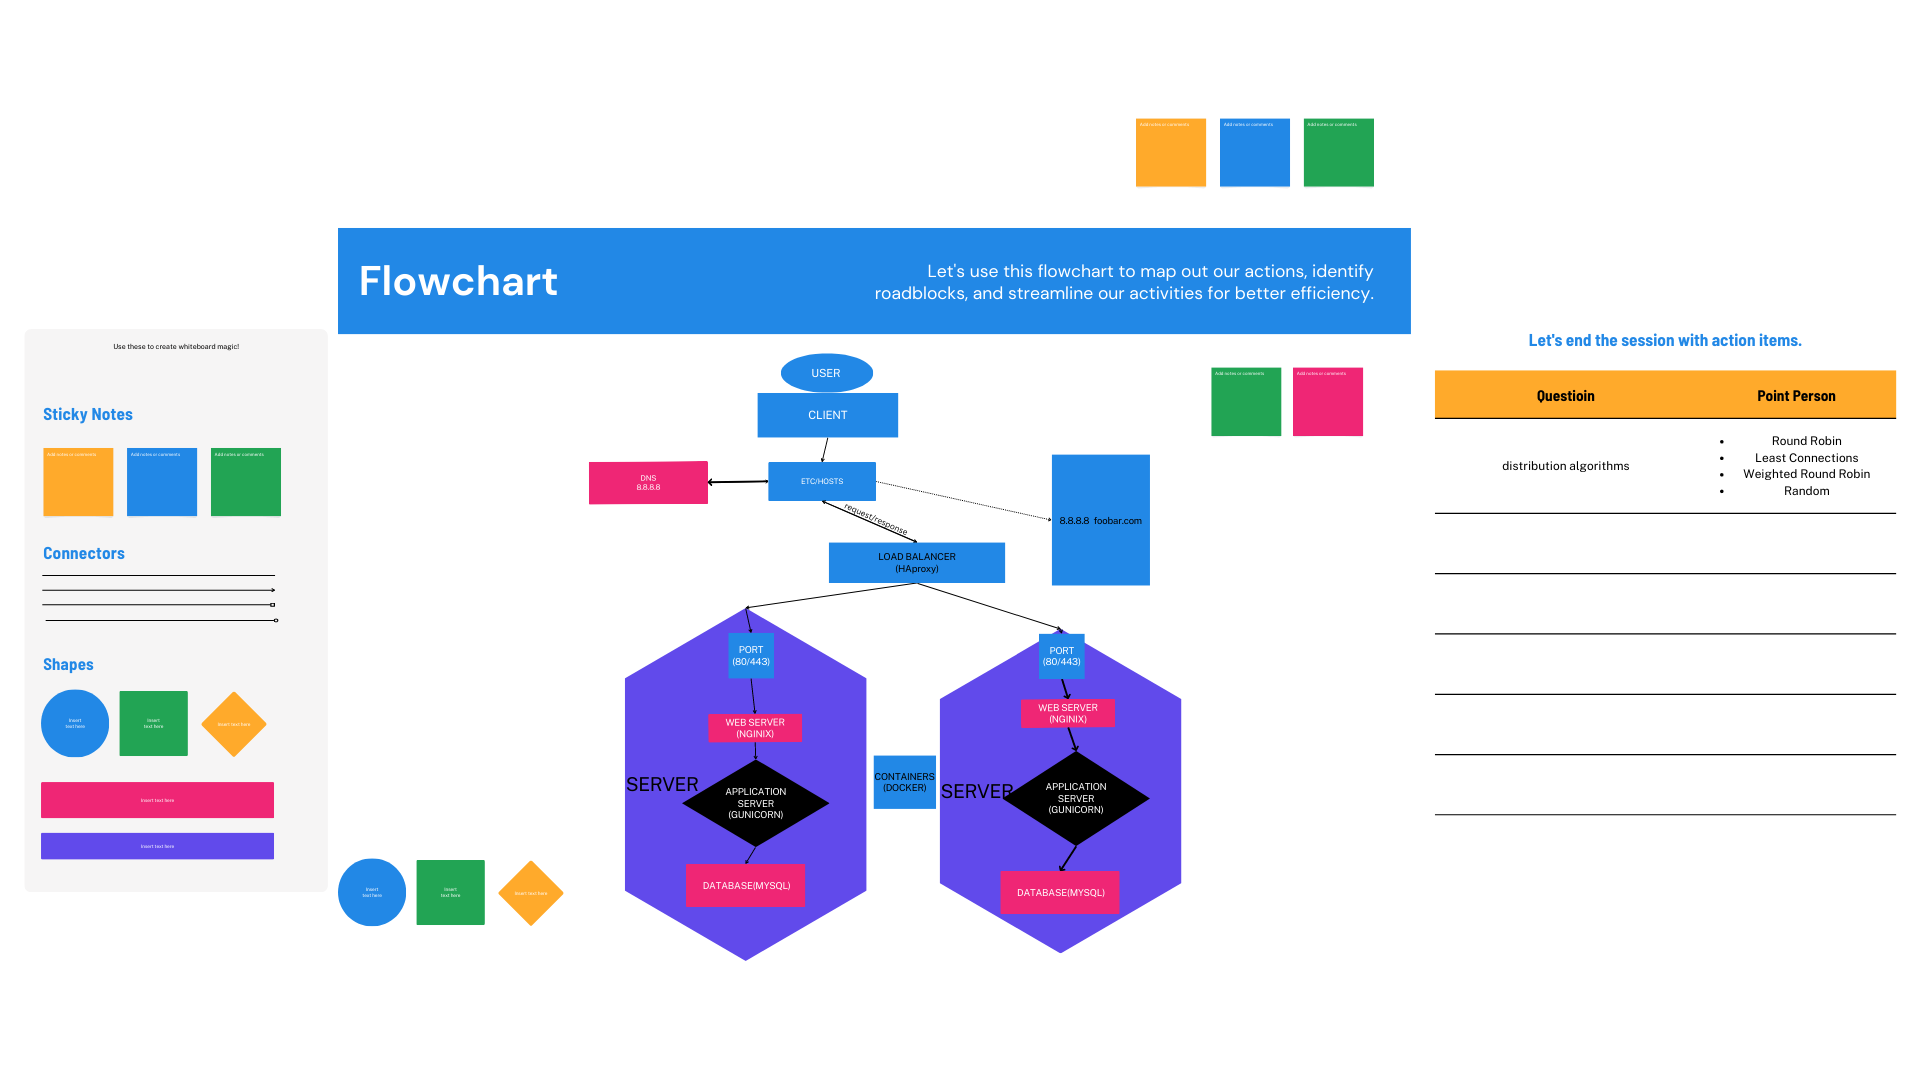 Add notes or comments
Add notes or comments
Add notes or comments
Flowchart
Let's use this flowchart to map out our actions, identify
roadblocks, and streamline our activities for better efficiency.
Use these to create whiteboard magic!
Sticky Notes
Add notes or comments
Add notes or comments
Add notes or comments
Connectors
Shapes
Insert
text here
Insert
text here
Insert text here
Insert text here
Insert text here
Insert
text here
Insert
text here
Insert text here
USER
CLIENT
DNS
8.8.8.8
ETC/HOSTS
request/response
8.8.8.8 foobar.com
LOAD BALANCER
(HAproxy)
PORT
(80/443)
WEB SERVER
(NGINIX)
SERVER
APPLICATION
SERVER
(GUNICORN)
DATABASE(MYSQL)
CONTAINERS
(DOCKER)
PORT
(80/443)
WEB SERVER
(NGINIX)
SERVER
APPLICATION
SERVER
(GUNICORN)
DATABASE(MYSQL)
Add notes or comments
Add notes or comments
Let's end the session with action items.
Questioin
Point Person
distribution algorithms
• Round Robin
• Least Connections
• Weighted Round Robin
• Random